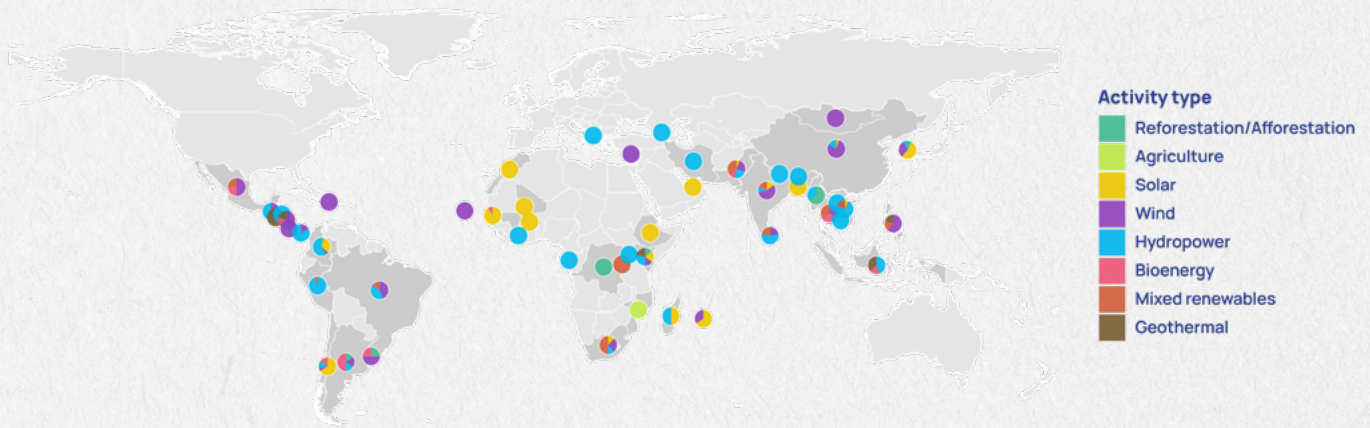 Activity type
Reforestation/Afforestation
Agriculture
Solar
Wind
Hydropower
Bioenergy
Mixed renewables
Geothermal